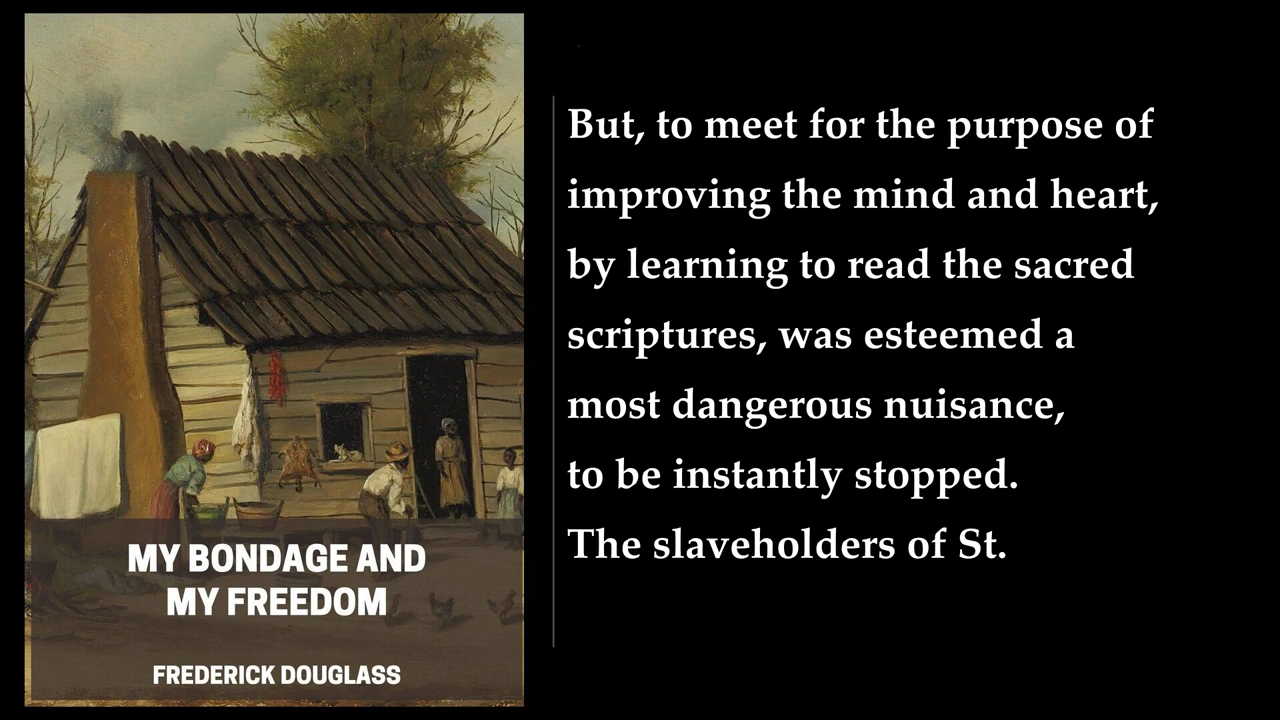 MY BONDAGE AND
MY FREEDOM
FREDERICK DOUGLASS
But, to meet for the purpose of
improving the mind and heart,
by learning to read the sacred
scriptures, was esteemed a
most dangerous nuisance,
to be instantly stopped.
The slaveholders of St.